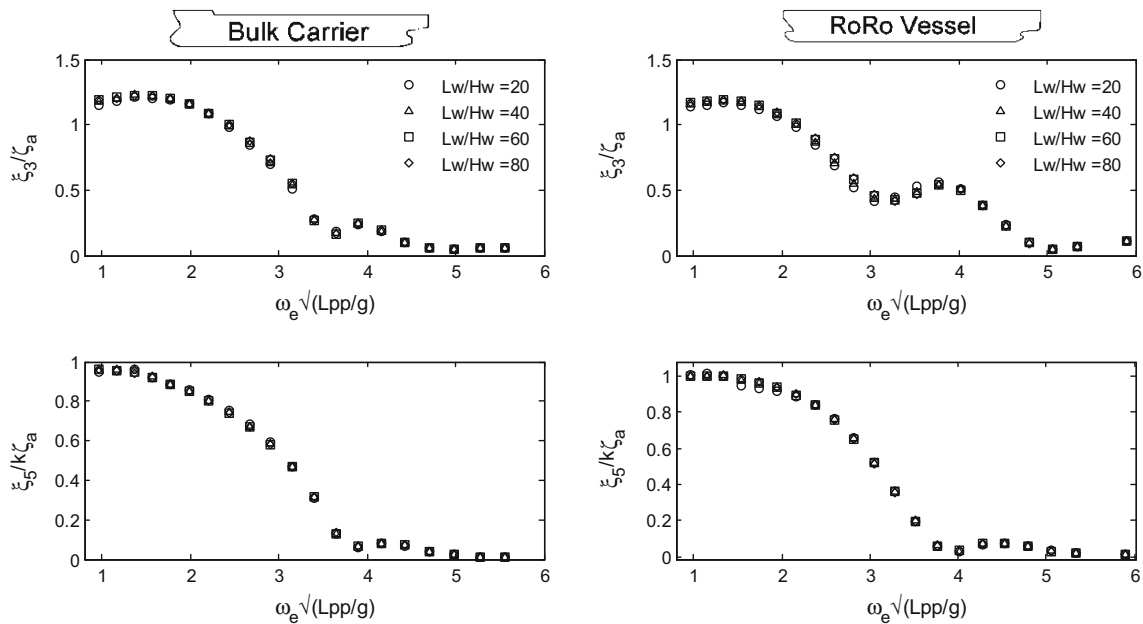 Bulk Carrier
RoRo Vessel
1.5
1
0.5
0
ξ3/ζa
Lw/Hw =20
Lw/Hw =40
Lw/Hw =60
Lw/Hw =80
1 2 3 4 5 6
ωe√(Lpp/g)
1.5
1
0.5
0
ξ3/ζa
Lw/Hw =20
Lw/Hw =40
Lw/Hw =60
Lw/Hw =80
1 2 3 4 5 6
ωe√(Lpp/g)
1
0.8
0.6
0.4
0.2
0
ξ5/kζa
1 2 3 4 5 6
ωe√(Lpp/g)
1
0.8
0.6
0.4
0.2
0
ξ5/kζa
1 2 3 4 5 6
ωe√(Lpp/g)